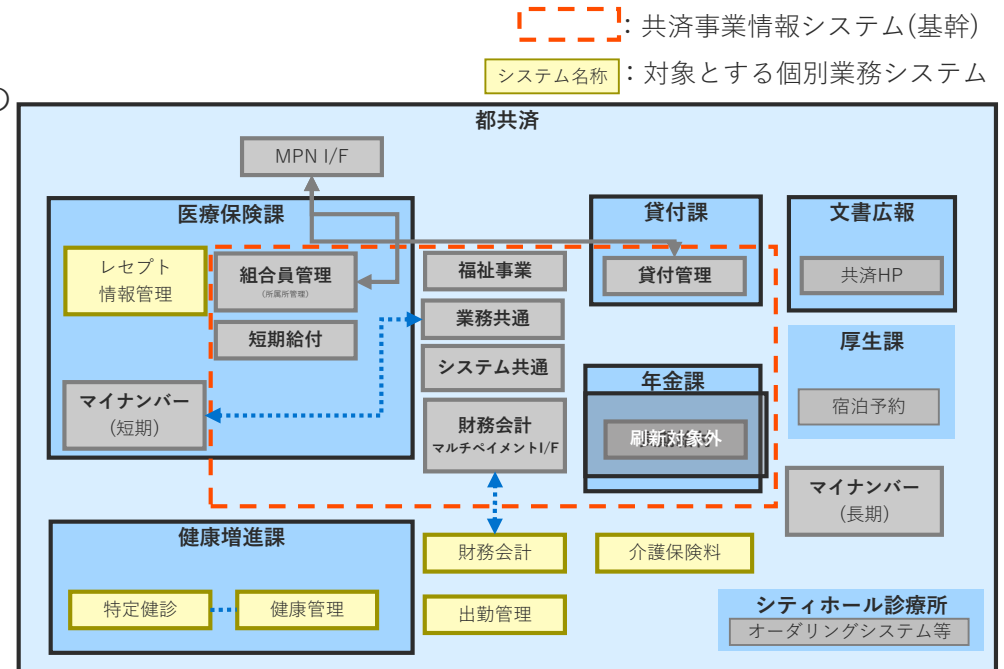 ：共済事業情報システム(基幹)
システム名称：対象とする個別業務システム
都共済
MPN I/F
医療保険課
貸付課
文書広報
レセプト
情報管理
組合員管理
(所属所管理)
福祉事業
貸付管理
共済HP
短期給付
業務共通
厚生課
システム共通
年金課
マイナンバー
(短期)
宿泊予約
財務会計
マルチペイメントI/F
刷新対象外
マイナンバー
(長期)
健康増進課
財務会計
介護保険料
特定健診
健康管理
出勤管理
シティホール診療所
オーダリングシステム等